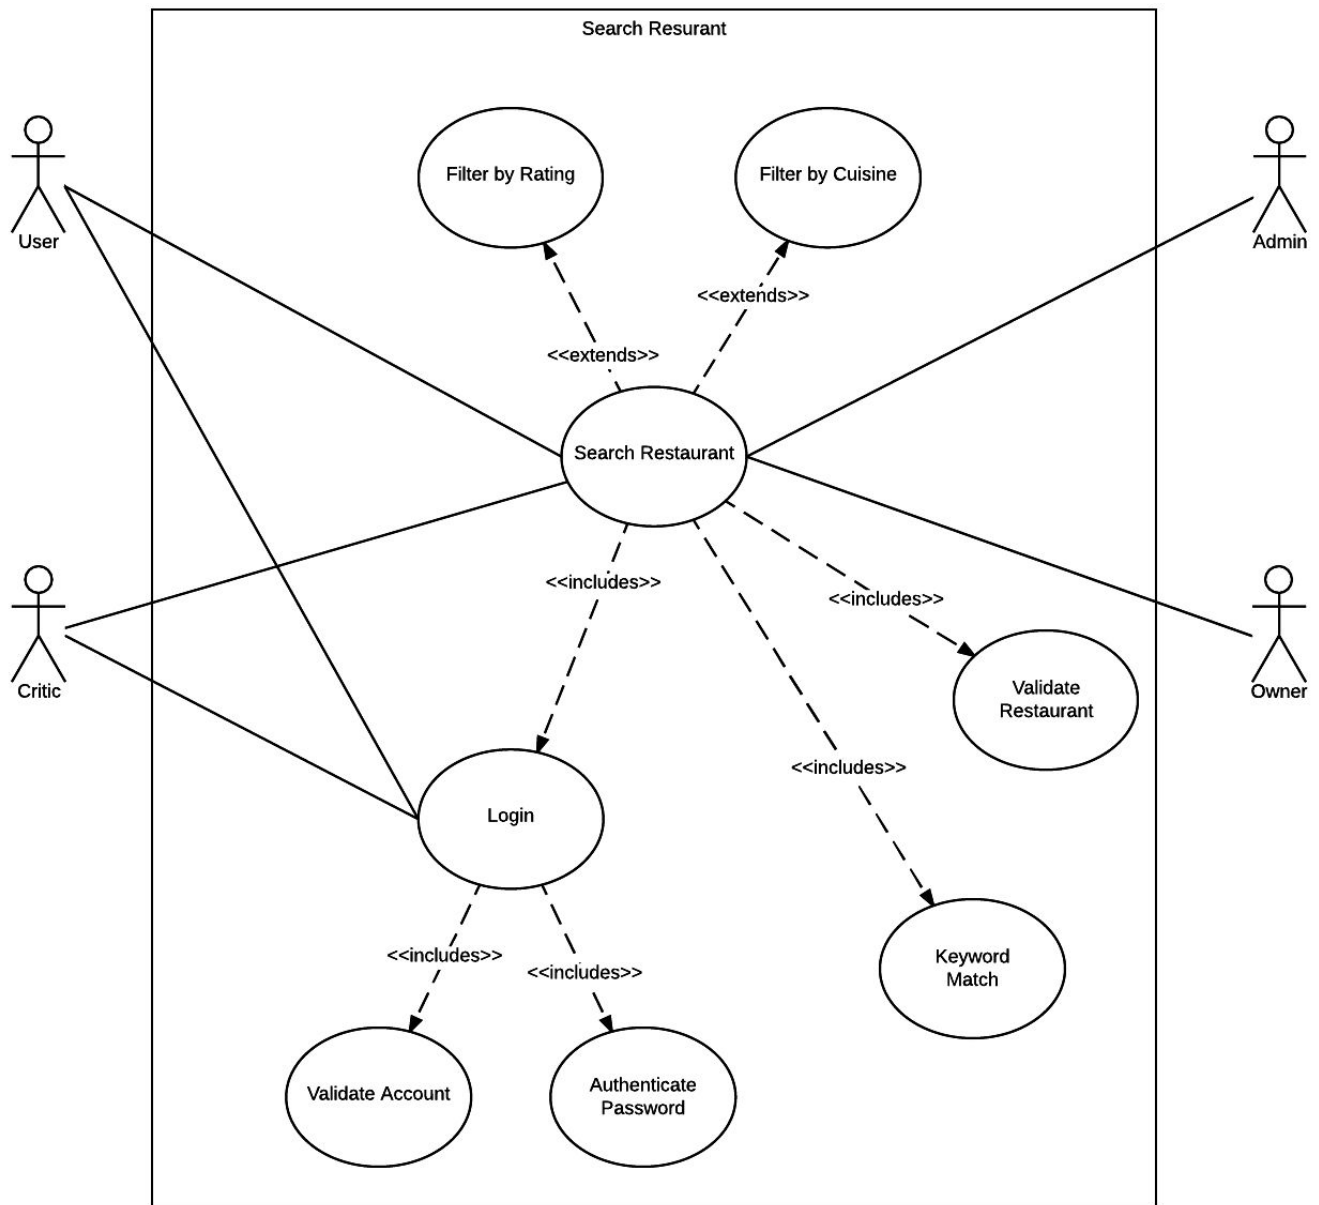 Search Resurant
Filter by Rating
Filter by Cuisine
User
Admin
<<extends>>
<<extends>>
Search Restaurant
<<includes>>
<<includes>>
Critic
Validate
Restaurant
Owner
<<includes>>
Login
<<includes>>
<<includes>>
Keyword
Match
Validate Account
Authenticate
Password